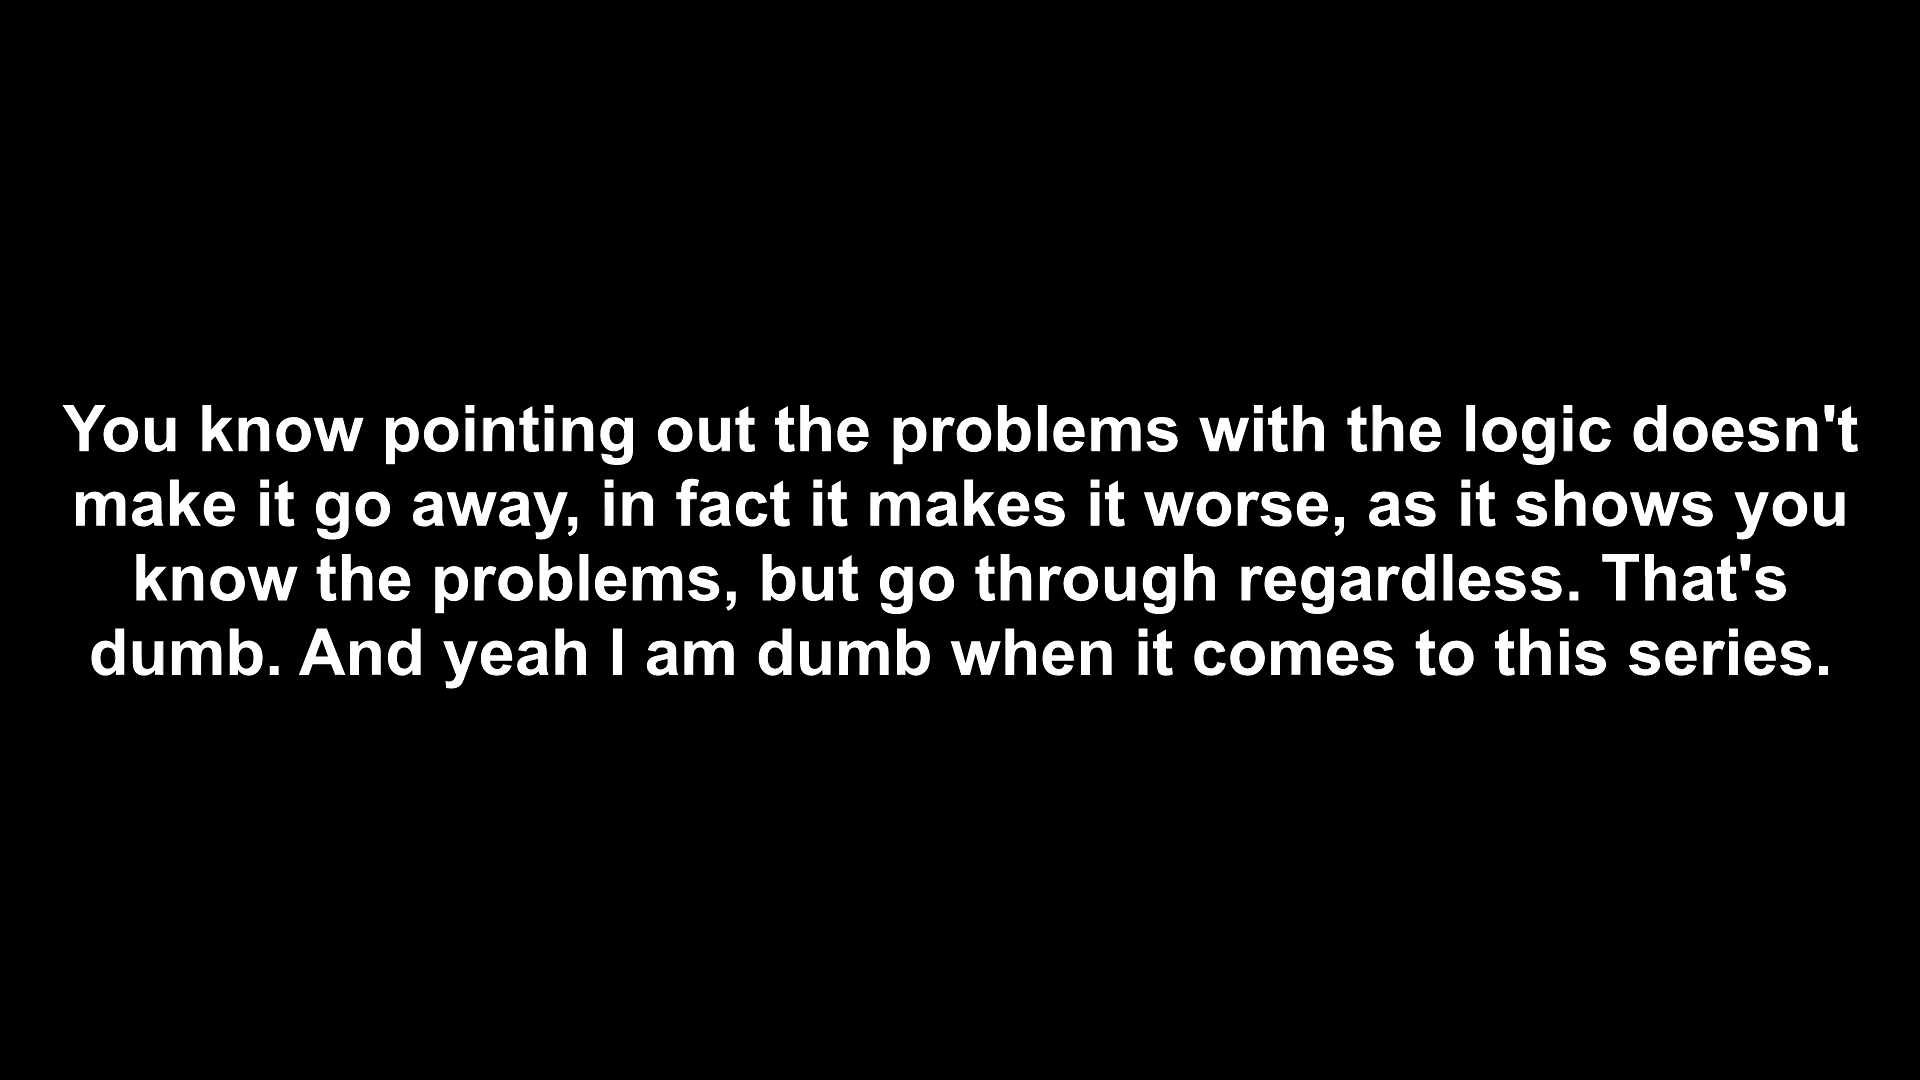 You know pointing out the problems with the logic doesn't
make it go away, in fact it makes it worse, as it shows you
know the problems, but go through regardless. That's
dumb. And yeah I am dumb when it comes to this series.